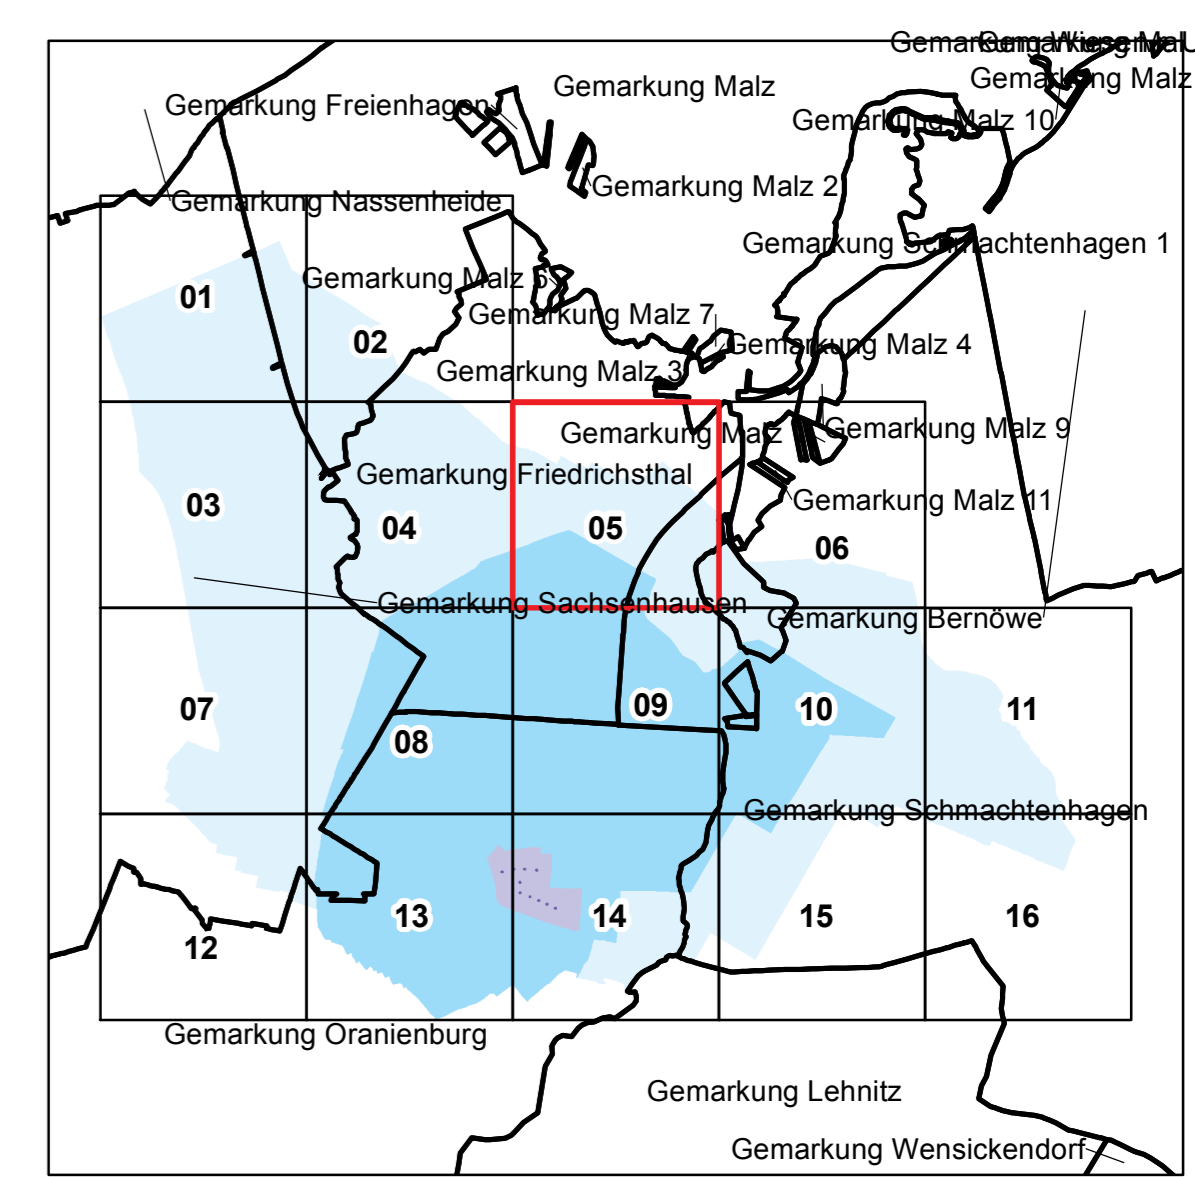 Gemarkung Malz
Gemarkung Malz
Gemarkung Freienhagen
Gemarkung Malz 10
Gemarkung Malz 2
Gemarkung Nassenheide
Gemarkung Schmachtenhagen 1
Gemarkung Malz 5
01
Gemarkung Malz 7
02
Gemarkung Malz 4
Gemarkung Malz 3
Gemarkung Malz
Gemarkung Malz 9
Gemarkung Friedrichsthal
Gemarkung Malz 11
03
04
05
06
Gemarkung Sachsenhausen
Gemarkung Bernöwe
07
09
10
11
08
Gemarkung Schmachtenhagen
13
14
15
16
12
Gemarkung Oranienburg
Gemarkung Lehnitz
Gemarkung Wensickendorf